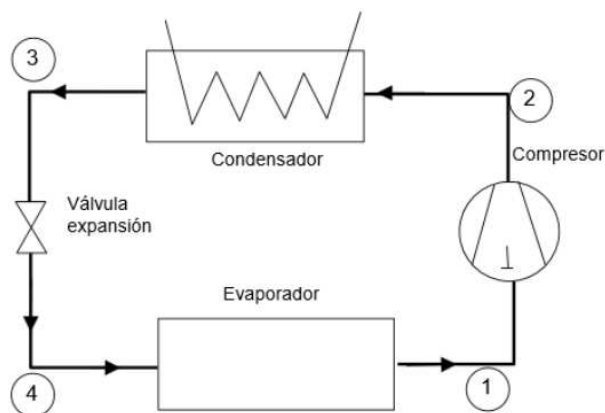 3
2
Condensador
Compresor
Válvula
expansión
Evaporador
4
1